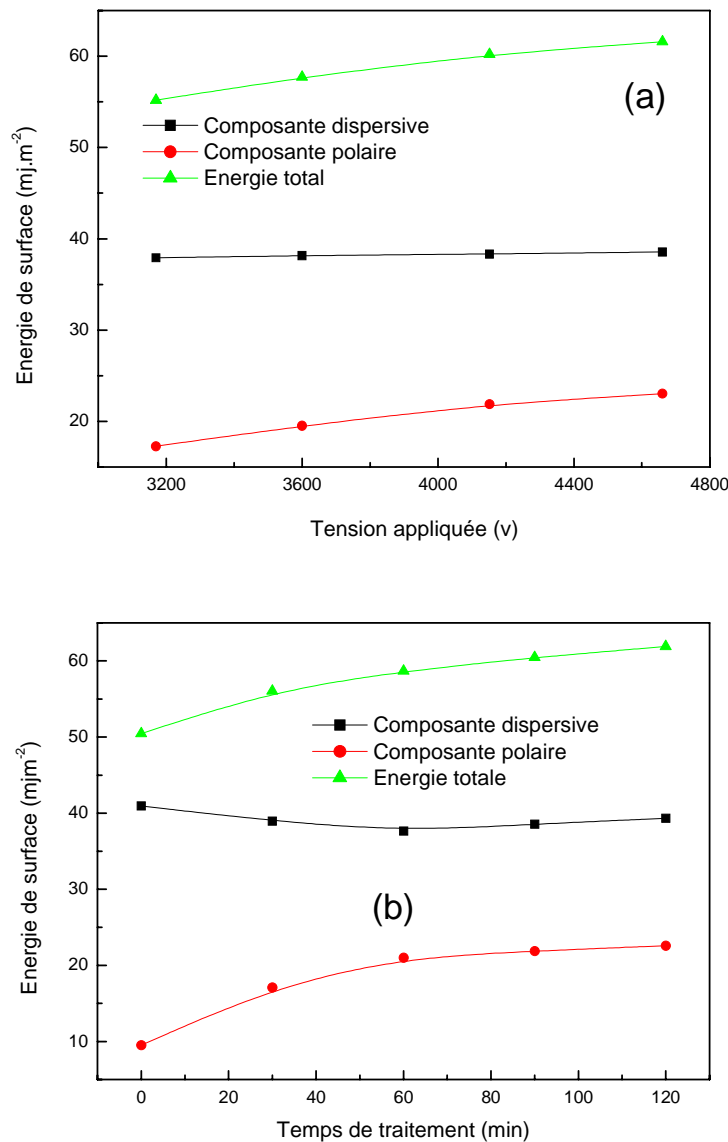 60
50
40
30
20
Energie de surface (mj.m-2)
(a)
Composante dispersive
Composante polaire
Energie total
3200 3600 4000 4400 4800
Tension appliquée (v)
60
50
40
30
20
10
Energie de surface (mjm-2)
Composante dispersive
Composante polaire
Energie totale
(b)
0 20 40 60 80 100 120
Temps de traitement (min)